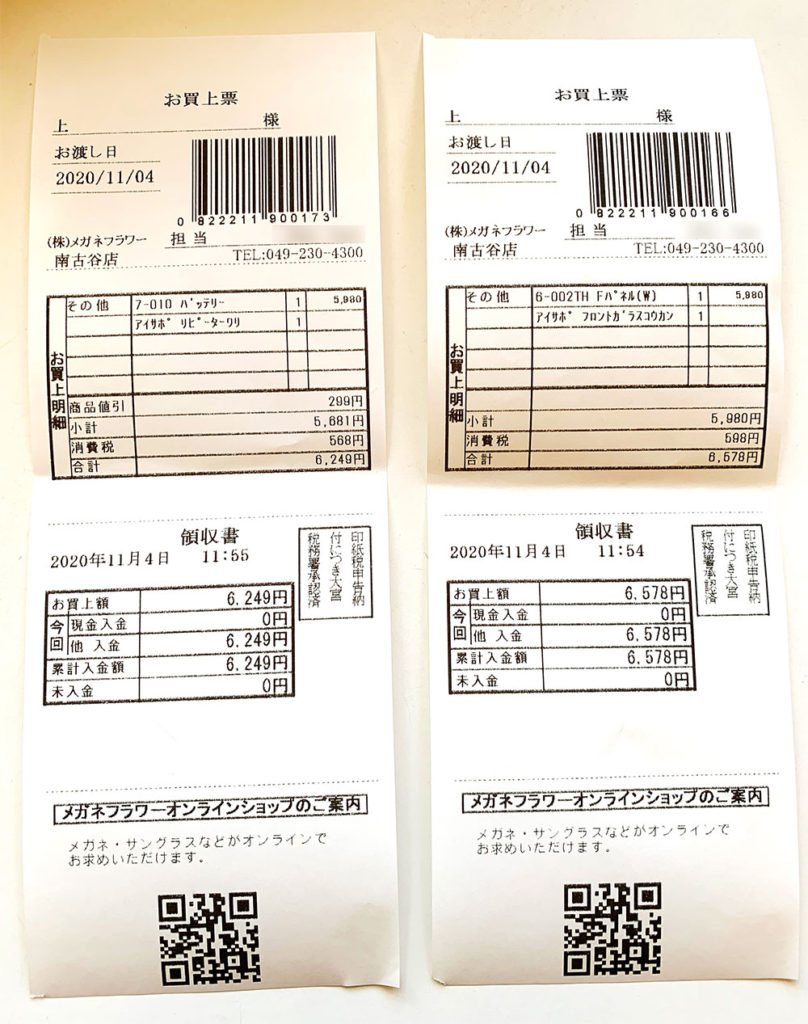 お買上票
上 様
お渡し日
2020/11/04
0 822211 900173
(株)メガネフラワー 担当
南古谷店 TEL:049-230-4300
お買上明細
その他 7-010 ﾊﾞｯﾃﾘｰ 1 5,980
ｱｲｻﾎﾟ ﾘﾋﾟｰﾀｰﾜﾘ 1
商品値引 299円
小計 5,681円
消費税 568円
合計 6,249円
領収書
2020年11月4日 11:55
印紙税申告納
付につき大宮
税務署承認済
お買上額 6,249円
今回 現金入金 0円
他 入金 6,249円
累計入金額 6,249円
未入金 0円
メガネフラワーオンラインショップのご案内
メガネ・サングラスなどがオンラインで
お求めいただけます。
お買上票
上 様
お渡し日
2020/11/04
0 822211 900166
(株)メガネフラワー 担当
南古谷店 TEL:049-230-4300
お買上明細
その他 6-002TH Fﾊﾟﾈﾙ(W) 1 5,980
ｱｲｻﾎﾟ ﾌﾛﾝﾄｶﾞﾗｽｺｳｶﾝ 1
小計 5,980円
消費税 598円
合計 6,578円
領収書
2020年11月4日 11:54
印紙税申告納
付につき大宮
税務署承認済
お買上額 6,578円
今回 現金入金 0円
他 入金 6,578円
累計入金額 6,578円
未入金 0円
メガネフラワーオンラインショップのご案内
メガネ・サングラスなどがオンラインで
お求めいただけます。